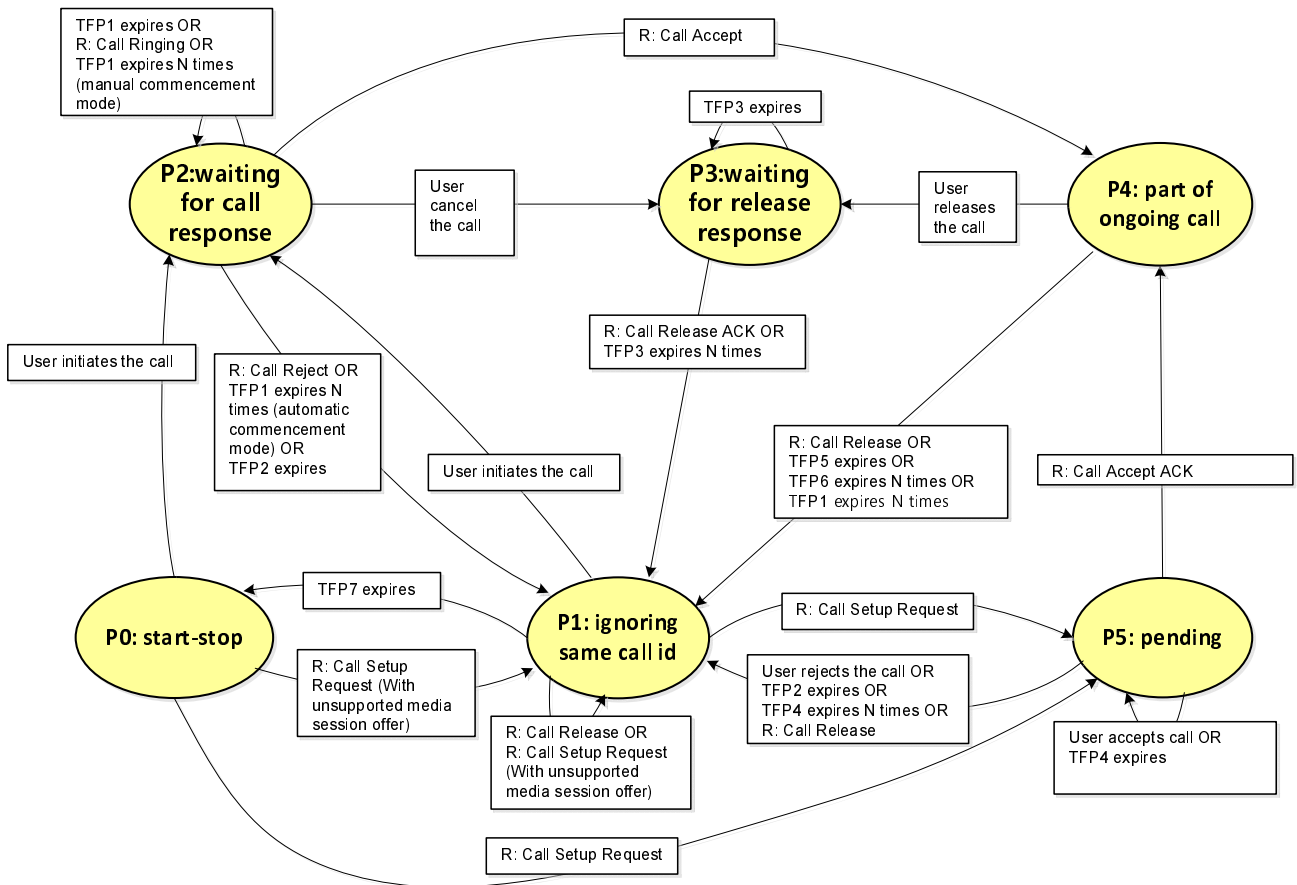 TFP1 expires OR
R: Call Ringing OR
TFP1 expires N times
(manual commencement
mode)
R: Call Accept
TFP3 expires
P2:waiting
for call
response
User
cancel
the call
P3:waiting
for release
response
User
releases
the call
P4: part of
ongoing call
User initiates the call
R: Call Reject OR
TFP1 expires N
times (automatic
commencement
mode) OR
TFP2 expires
R: Call Release ACK OR
TFP3 expires N times
User initiates the call
R: Call Release OR
TFP5 expires OR
TFP6 expires N times OR
TFP1 expires N times
R: Call Accept ACK
P0: start-stop
TFP7 expires
P1: ignoring
same call id
R: Call Setup Request
P5: pending
R: Call Setup
Request (With
unsupported media
session offer)
R: Call Release OR
R: Call Setup Request
(With unsupported
media session offer)
User rejects the call OR
TFP2 expires OR
TFP4 expires N times OR
R: Call Release
User accepts call OR
TFP4 expires
R: Call Setup Request